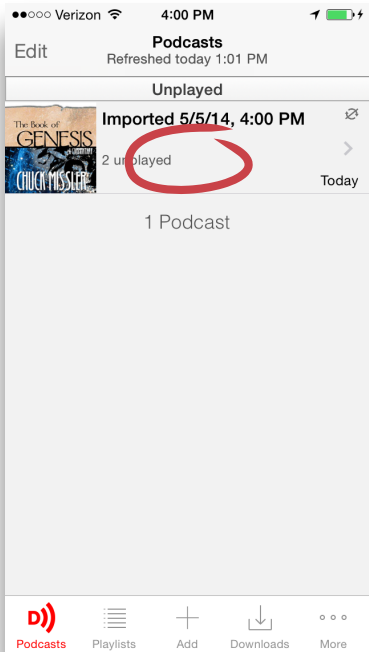 Verizon 4:00 PM
Edit
Podcasts
Refreshed today 1:01 PM
Unplayed
The Book of
GENESIS
CHUCK MISSLER
Imported 5/5/14, 4:00 PM
2 unplayed
Today
1 Podcast
D
Podcasts Playlists Add Downloads More